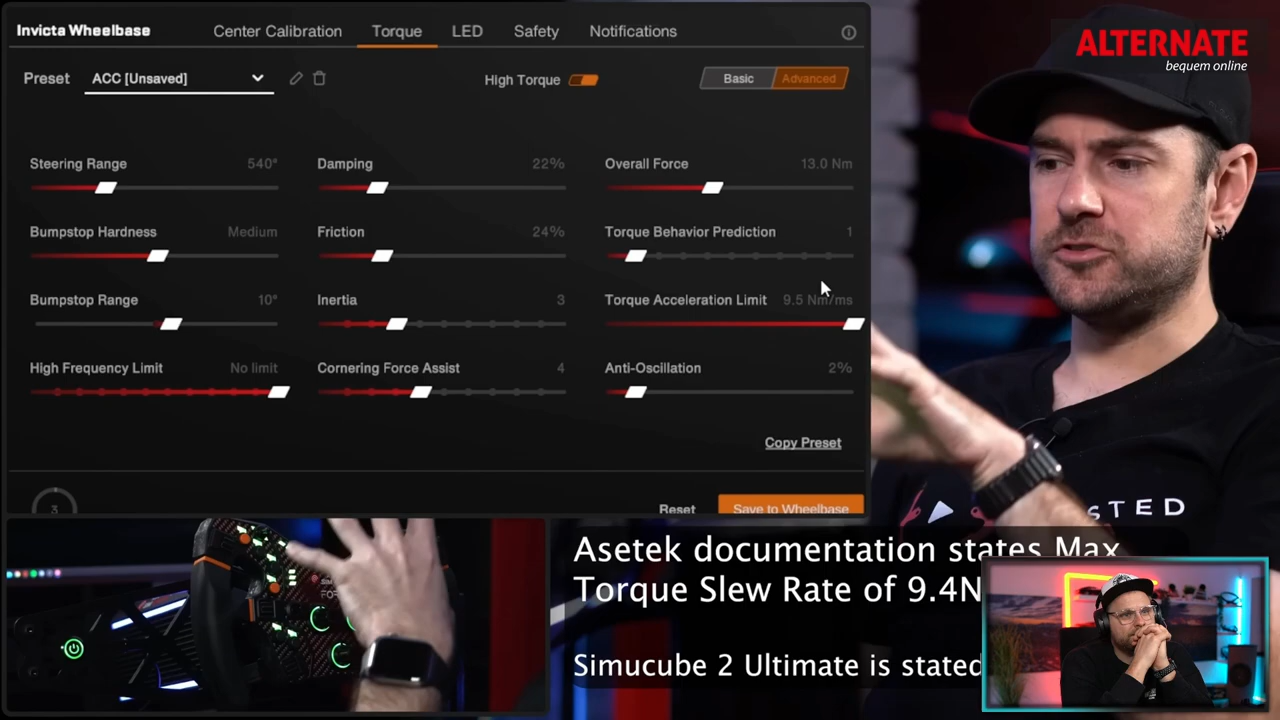 Invicta Wheelbase
Center Calibration
Torque
LED
Safety
Notifications
Preset
ACC [Unsaved]
High Torque
Basic
Advanced
Steering Range
540°
Damping
22%
Overall Force
13.0 Nm
Bumpstop Hardness
Medium
Friction
24%
Torque Behavior Prediction
1
Bumpstop Range
10°
Inertia
3
Torque Acceleration Limit
9.5 Nm/ms
High Frequency Limit
No limit
Cornering Force Assist
4
Anti-Oscillation
2%
Copy Preset
3
Reset
Save to Wheelbase
ALTERNATE
bequem online
STED
Asetek documentation states Max
Torque Slew Rate of 9.4N
Simucube 2 Ultimate is stated